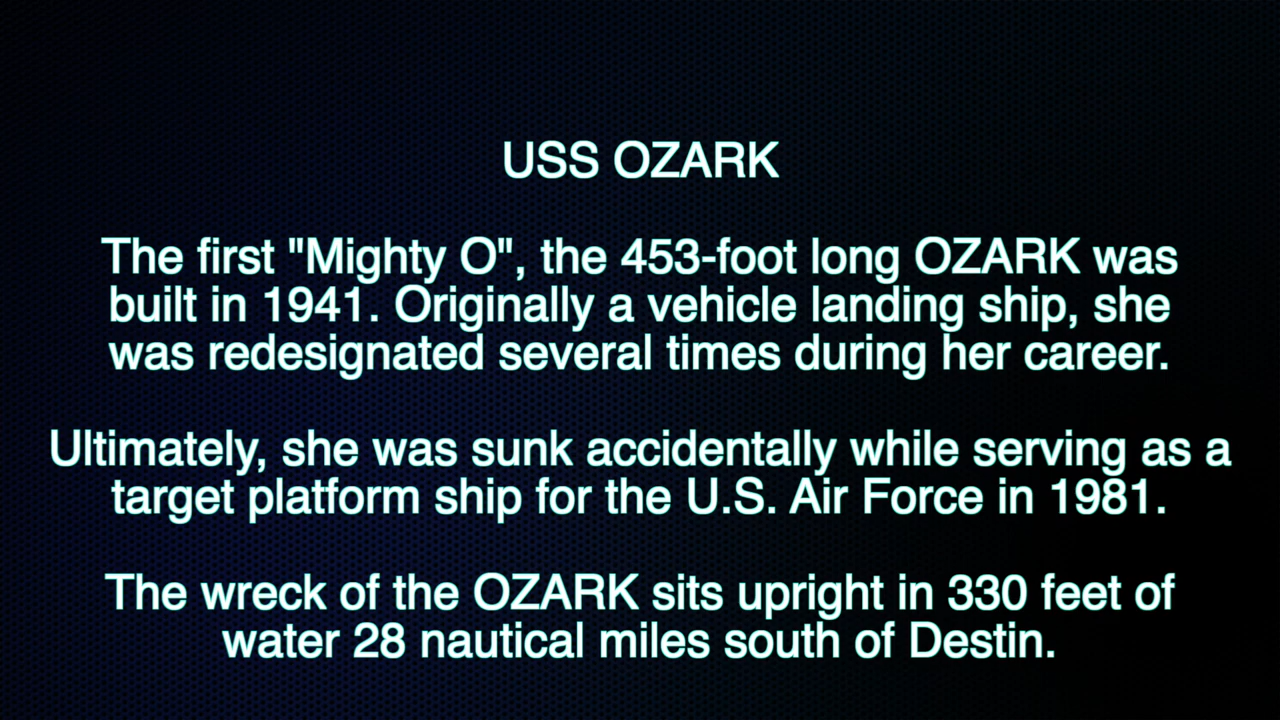 USS OZARK
The first "Mighty O", the 453-foot long OZARK was
built in 1941. Originally a vehicle landing ship, she
was redesignated several times during her career.
Ultimately, she was sunk accidentally while serving as a
target platform ship for the U.S. Air Force in 1981.
The wreck of the OZARK sits upright in 330 feet of
water 28 nautical miles south of Destin.